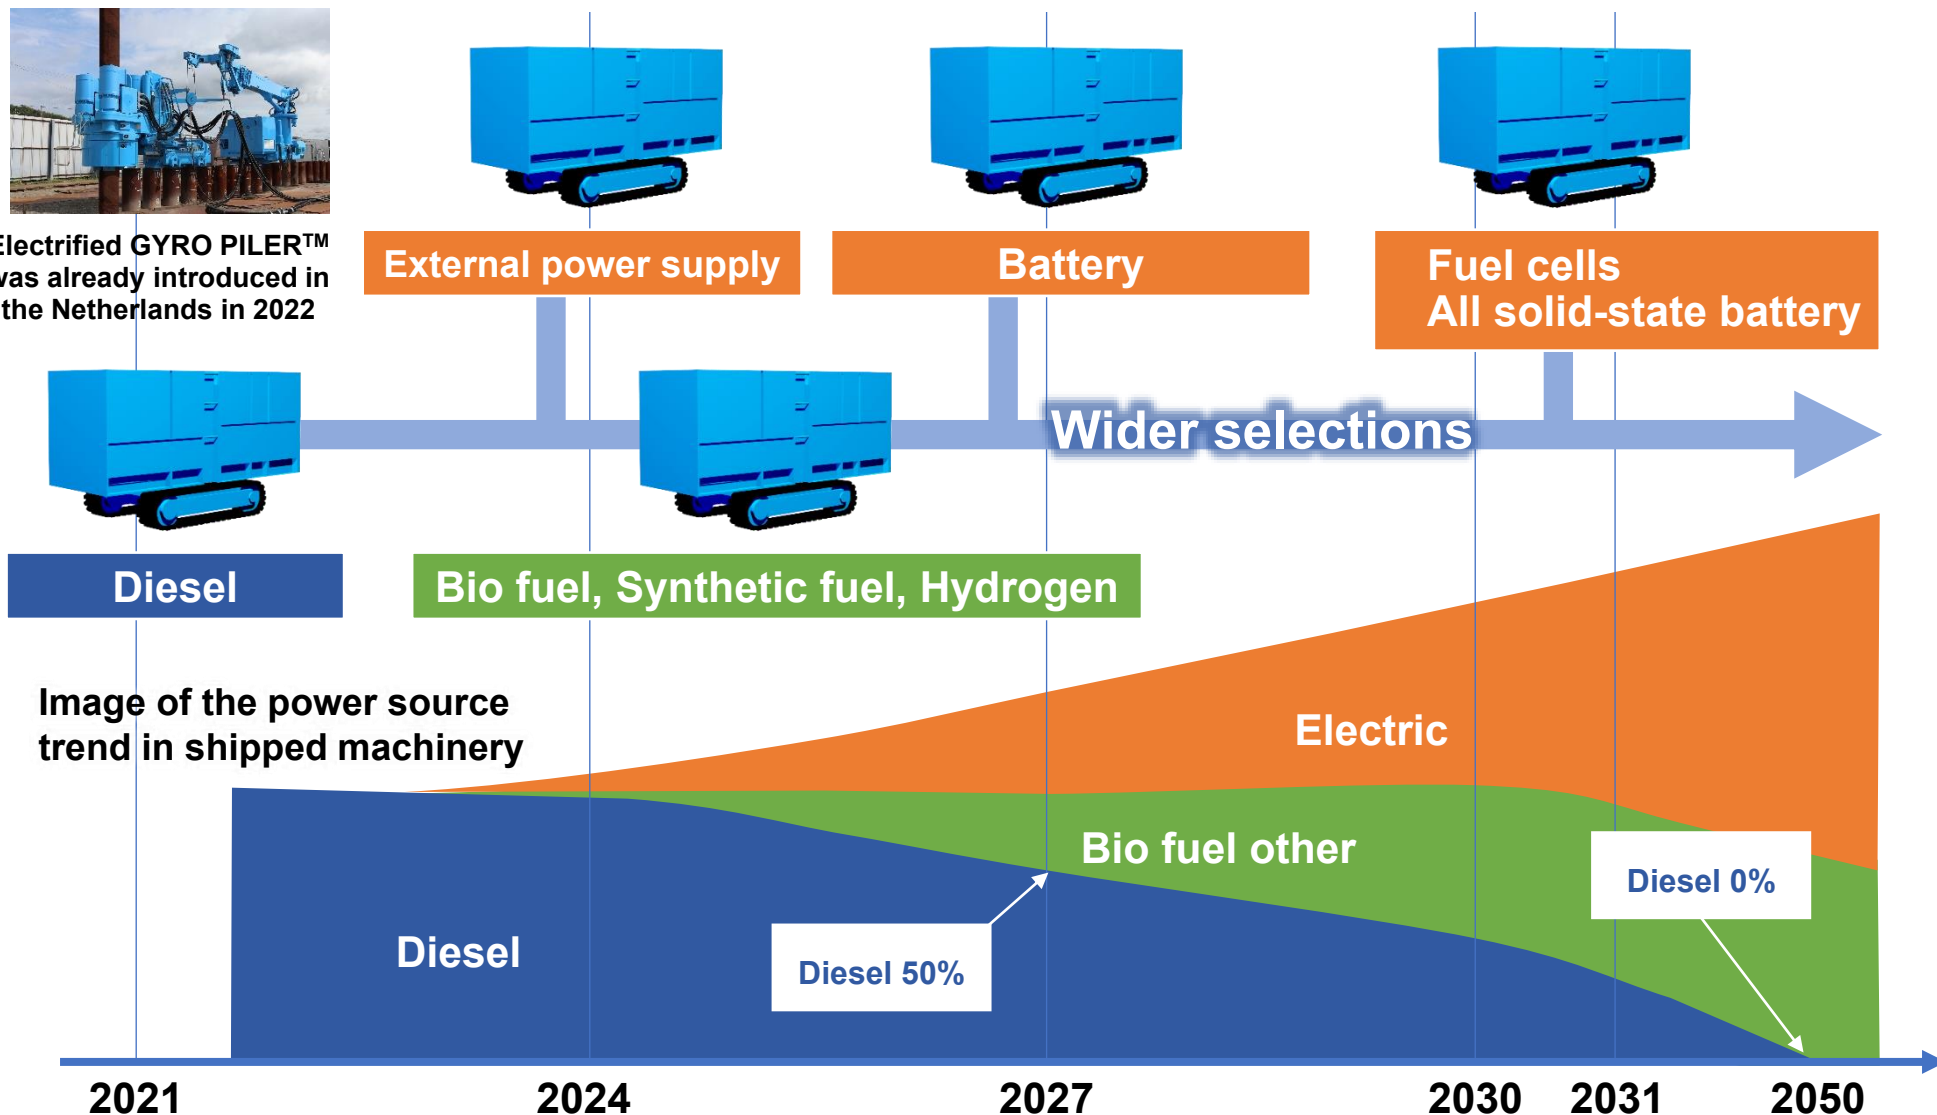 Electrified GYRO PILER™
was already introduced in
the Netherlands in 2022
External power supply
Battery
Fuel cells
All solid-state battery
Wider selections
Diesel
Bio fuel, Synthetic fuel, Hydrogen
Image of the power source
trend in shipped machinery
Electric
Bio fuel other
Diesel
Diesel 50%
Diesel 0%
2021
2024
2027
2030
2031
2050